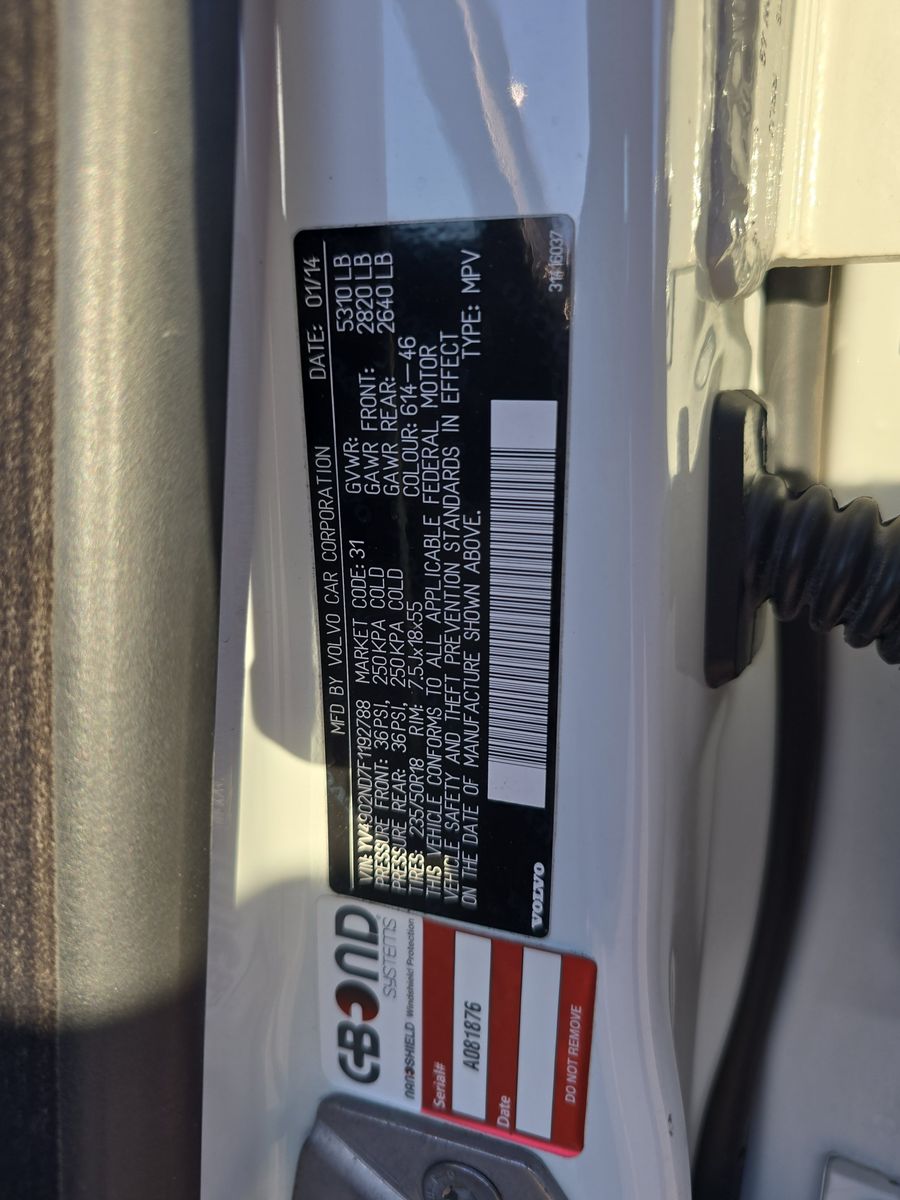 MFD BY VOLVO CAR CORPORATION DATE: 01/14
VIN: YV4902ND7F1192788 MARKET CODE: 31 GVWR: 5310 LB
PRESSURE FRONT: 36PSI, 250KPA COLD GAWR FRONT: 2820 LB
PRESSURE REAR: 36PSI, 250KPA COLD GAWR REAR: 2640 LB
TIRES: 235/50R18 RIM: 7.5Jx18x55 COLOUR: 614-46
THIS VEHICLE CONFORMS TO ALL APPLICABLE FEDERAL MOTOR
VEHICLE SAFETY AND THEFT PREVENTION STANDARDS IN EFFECT
ON THE DATE OF MANUFACTURE SHOWN ABOVE. TYPE: MPV
VOLVO 31416037
C-BOND
SYSTEMS
NANOSHIELD Windshield Protection
Serial#
A081876
Date
DO NOT REMOVE